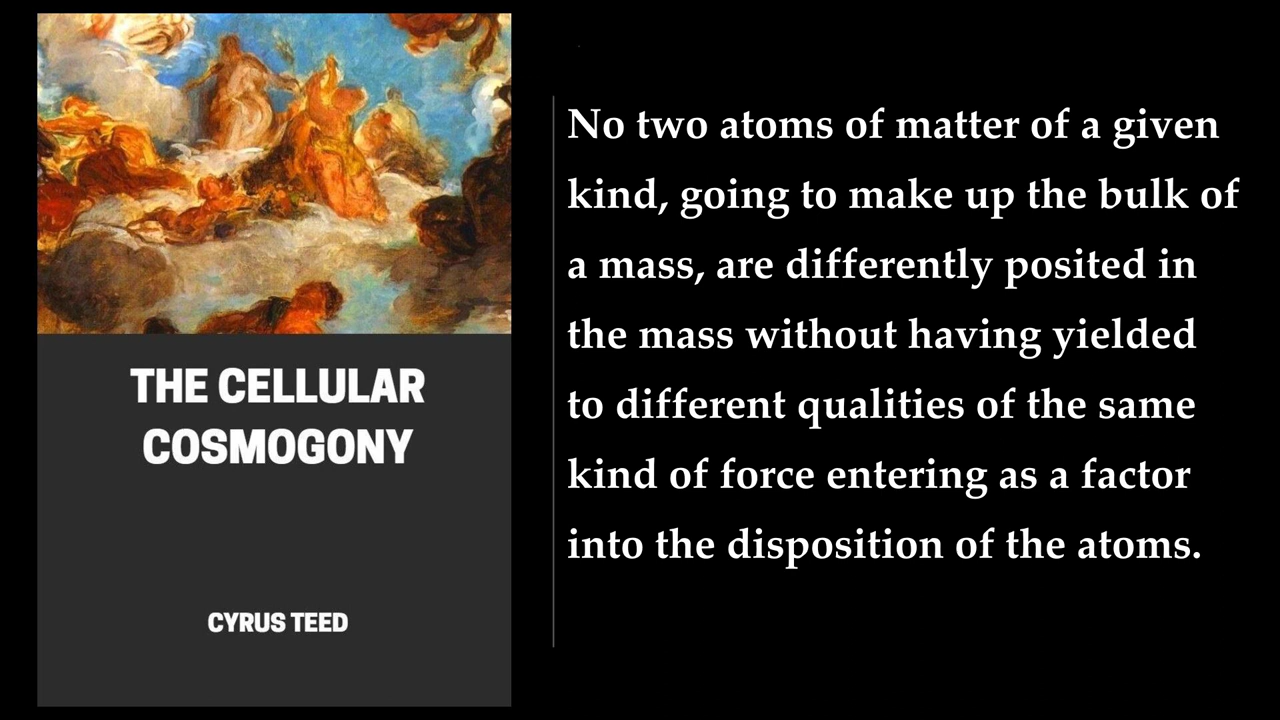 THE CELLULAR
COSMOGONY
CYRUS TEED
No two atoms of matter of a given
kind, going to make up the bulk of
a mass, are differently posited in
the mass without having yielded
to different qualities of the same
kind of force entering as a factor
into the disposition of the atoms.